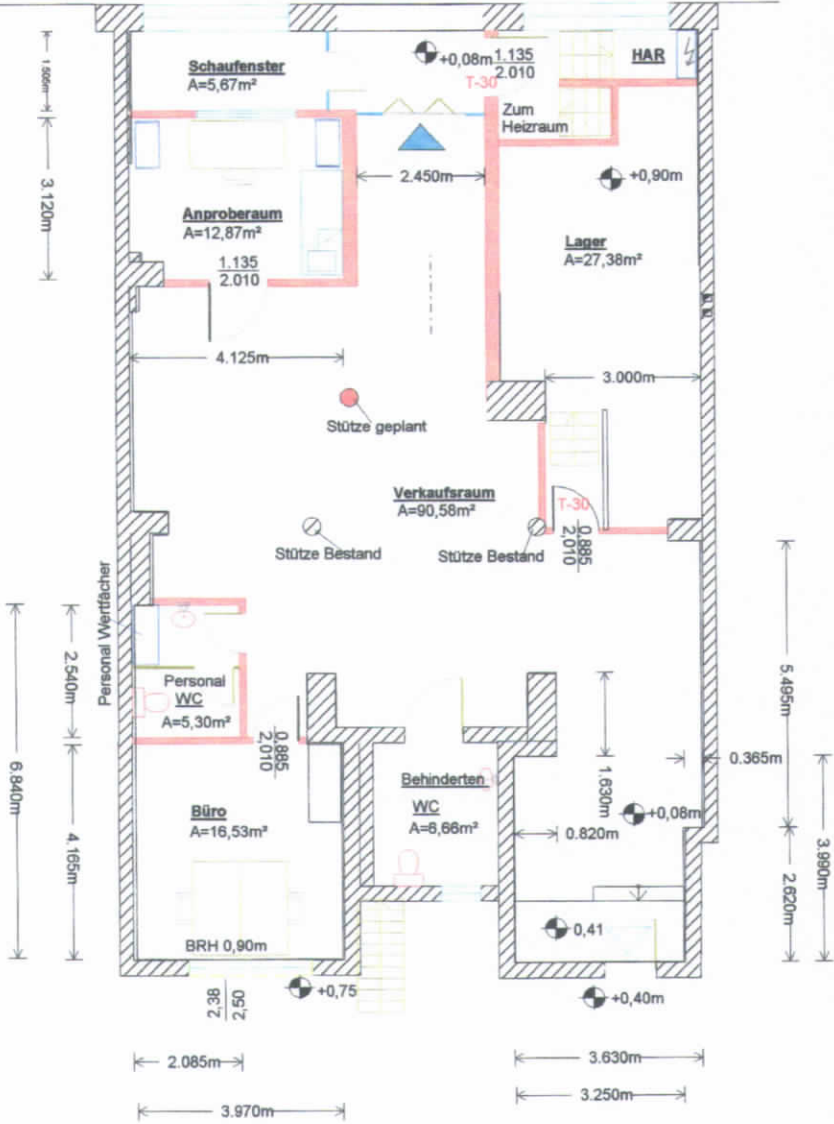 Schaufenster
A=5,67m²
+0,08m
1.135
2.010
T-30
HAR
Zum
Heizraum
1.505m
3.120m
2.450m
+0,90m
Anproberaum
A=12,87m²
1.135
2.010
Lager
A=27,38m²
4.125m
3.000m
Stütze geplant
Verkaufsraum
A=90,58m²
T-30
0.885
2,010
Stütze Bestand
Stütze Bestand
Personal Wertfächer
6.840m
2.540m
4.165m
Personal
WC
A=5,30m²
0.885
2,010
5.495m
1.630m
0.365m
3.990m
2.620m
Behinderten
WC
A=6,66m²
+0,08m
0.820m
Büro
A=16,53m²
0,41
BRH 0,90m
2,50
2,38
+0,75
+0,40m
2.085m
3.970m
3.630m
3.250m